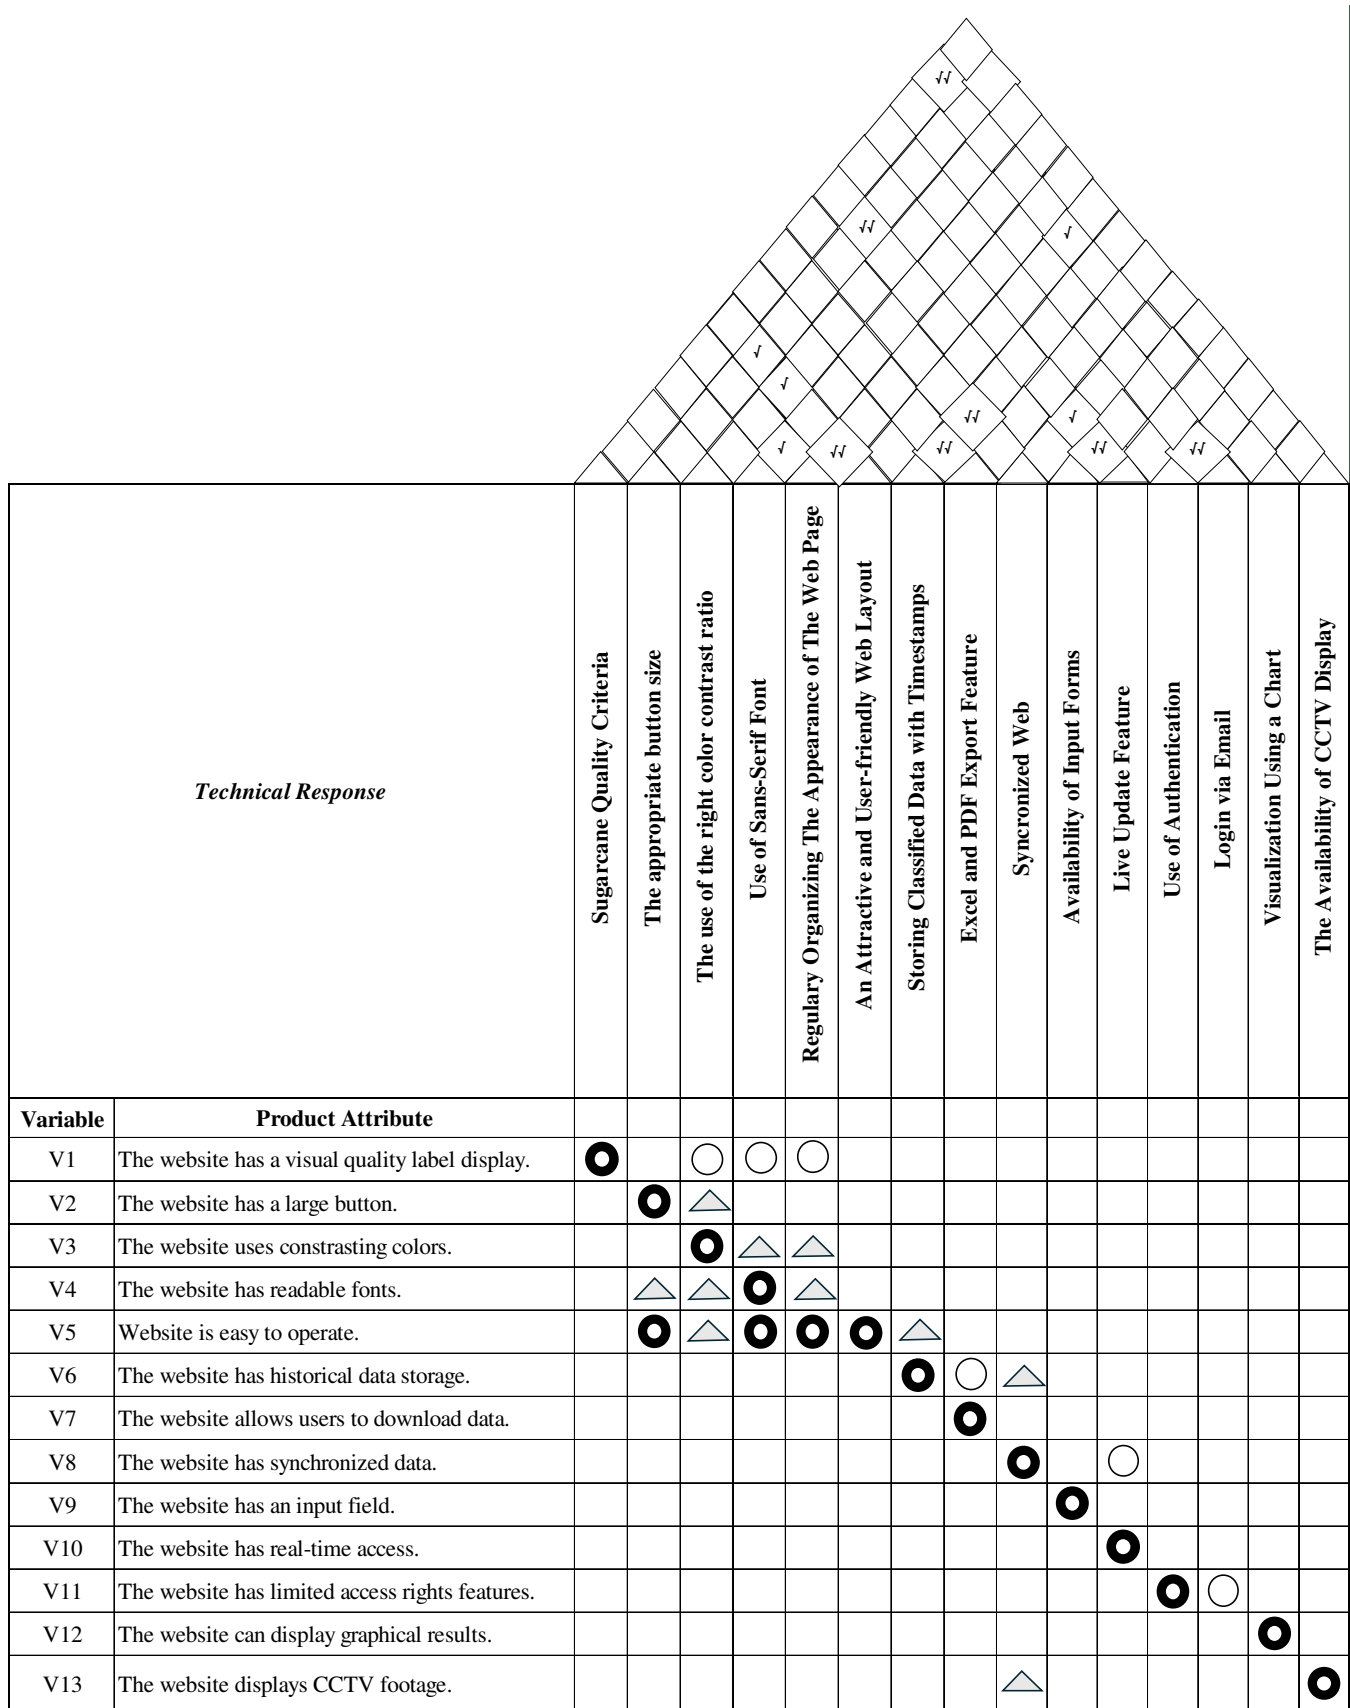 √√
√√
√
√
√
√√
√
√
√√
√√
√√
√√
Technical Response
Sugarcane Quality Criteria
The appropriate button size
The use of the right color contrast ratio
Use of Sans-Serif Font
Regulary Organizing The Appearance of The Web Page
An Attractive and User-friendly Web Layout
Storing Classified Data with Timestamps
Excel and PDF Export Feature
Syncronized Web
Availability of Input Forms
Live Update Feature
Use of Authentication
Login via Email
Visualization Using a Chart
The Availability of CCTV Display
Variable Product Attribute
V1 The website has a visual quality label display.
V2 The website has a large button.
V3 The website uses constrasting colors.
V4 The website has readable fonts.
V5 Website is easy to operate.
V6 The website has historical data storage.
V7 The website allows users to download data.
V8 The website has synchronized data.
V9 The website has an input field.
V10 The website has real-time access.
V11 The website has limited access rights features.
V12 The website can display graphical results.
V13 The website displays CCTV footage.